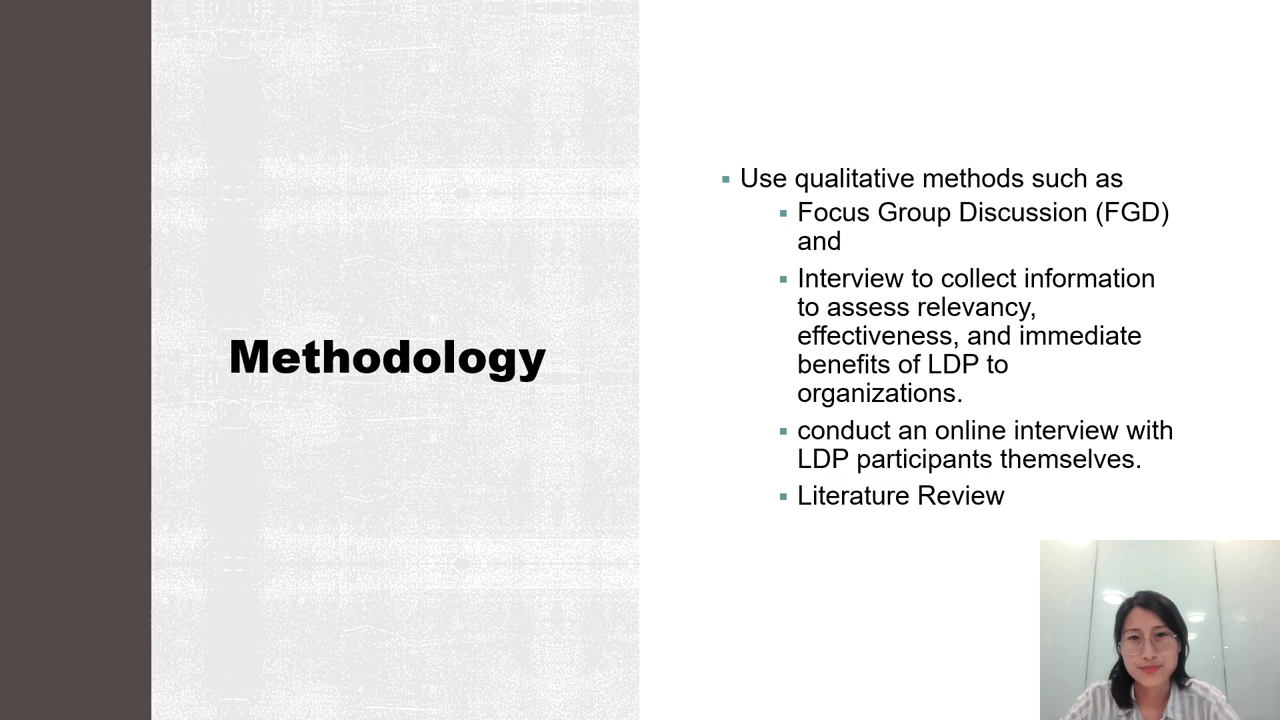 Methodology
Use qualitative methods such as
Focus Group Discussion (FGD)
and
Interview to collect information
to assess relevancy,
effectiveness, and immediate
benefits of LDP to
organizations.
conduct an online interview with
LDP participants themselves.
Literature Review